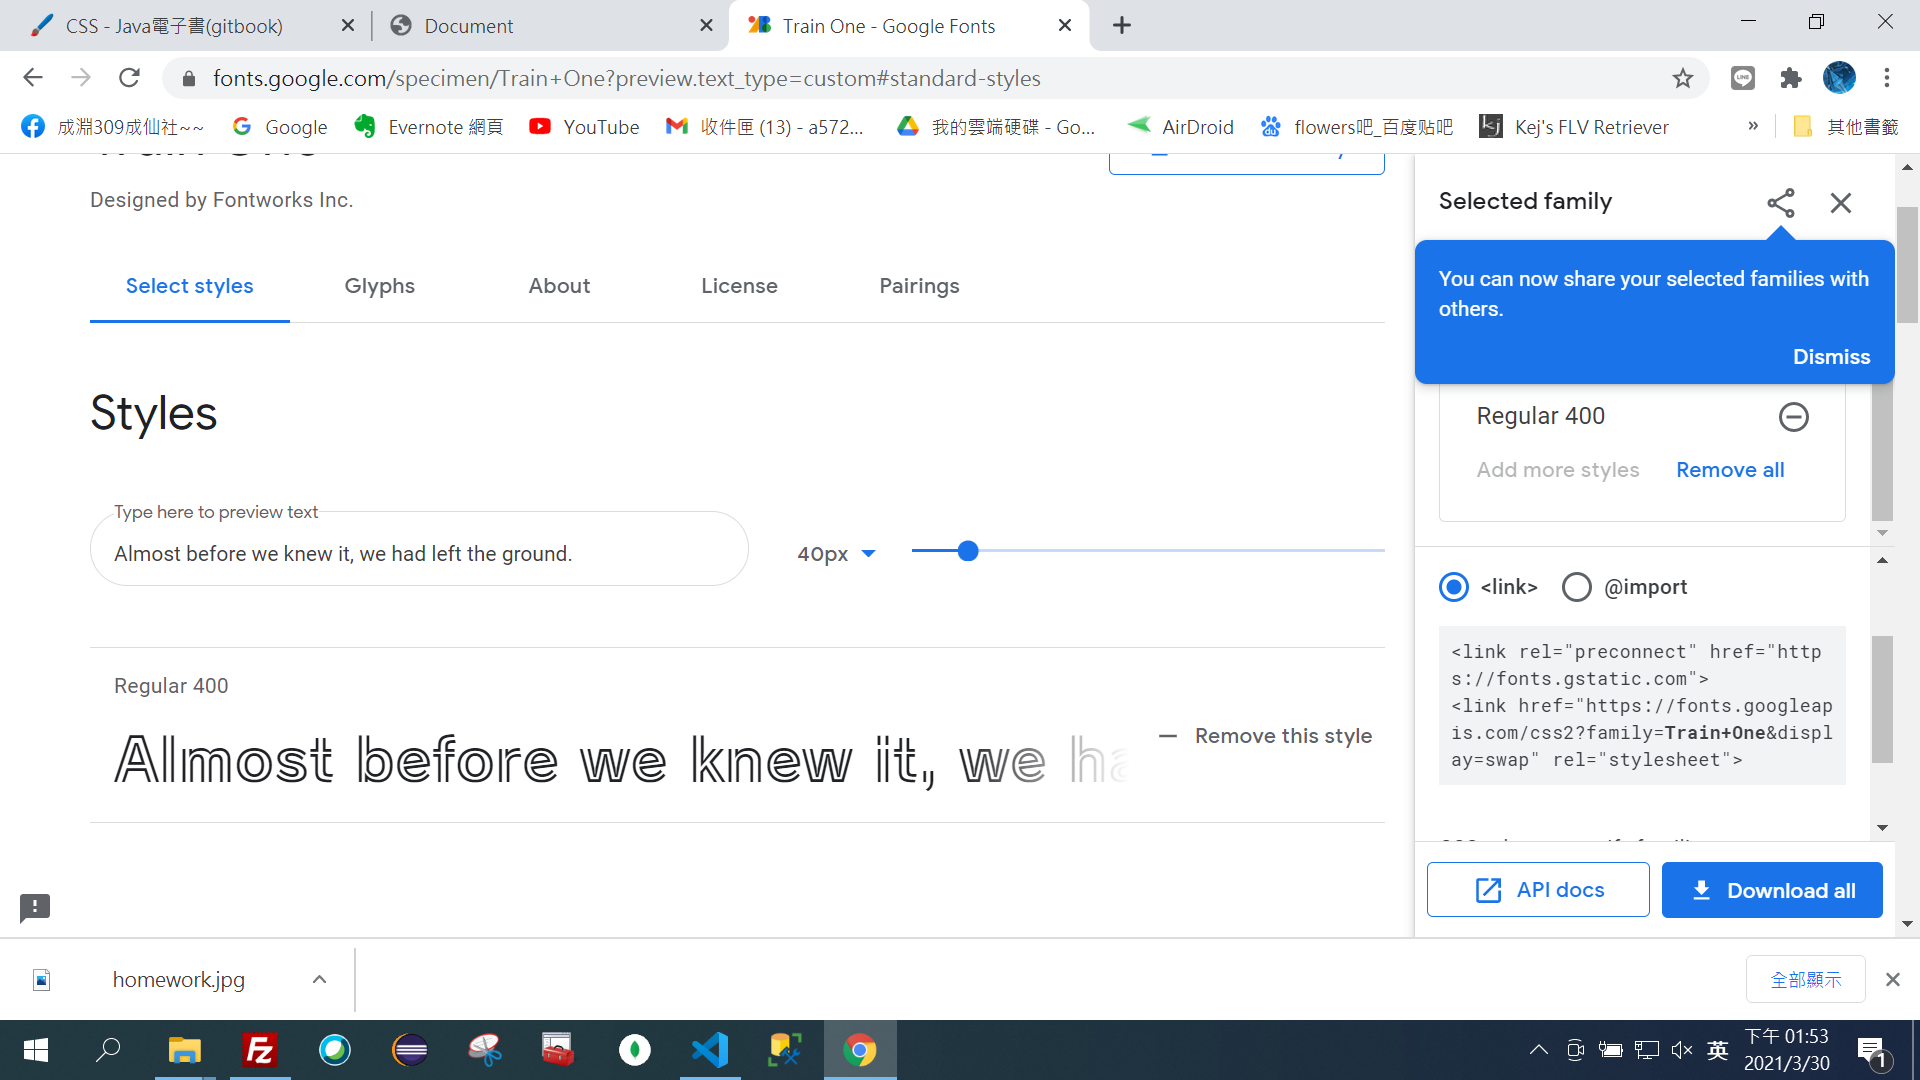 CSS - Java電子書(gitbook)
Document
Train One - Google Fonts
fonts.google.com/specimen/Train+One?preview.text_type=custom#standard-styles
成淵309成仙社~~
Google
Evernote 網頁
YouTube
收件匣 (13) - a572...
我的雲端硬碟 - Go...
AirDroid
flowers吧_百度贴吧
Kej's FLV Retriever
»
其他書籤
Designed by Fontworks Inc.
Select styles
Glyphs
About
License
Pairings
Styles
Type here to preview text
Almost before we knew it, we had left the ground.
40px
Regular 400
Almost before we knew it, we ha
Remove this style
Selected family
You can now share your selected families with
others.
Dismiss
Regular 400
Add more styles
Remove all
<link>
@import
<link rel="preconnect" href="http
s://fonts.gstatic.com">
<link href="https://fonts.googleap
is.com/css2?family=Train+One&displ
ay=swap" rel="stylesheet">
API docs
Download all
homework.jpg
全部顯示
英
下午 01:53
2021/3/30
1